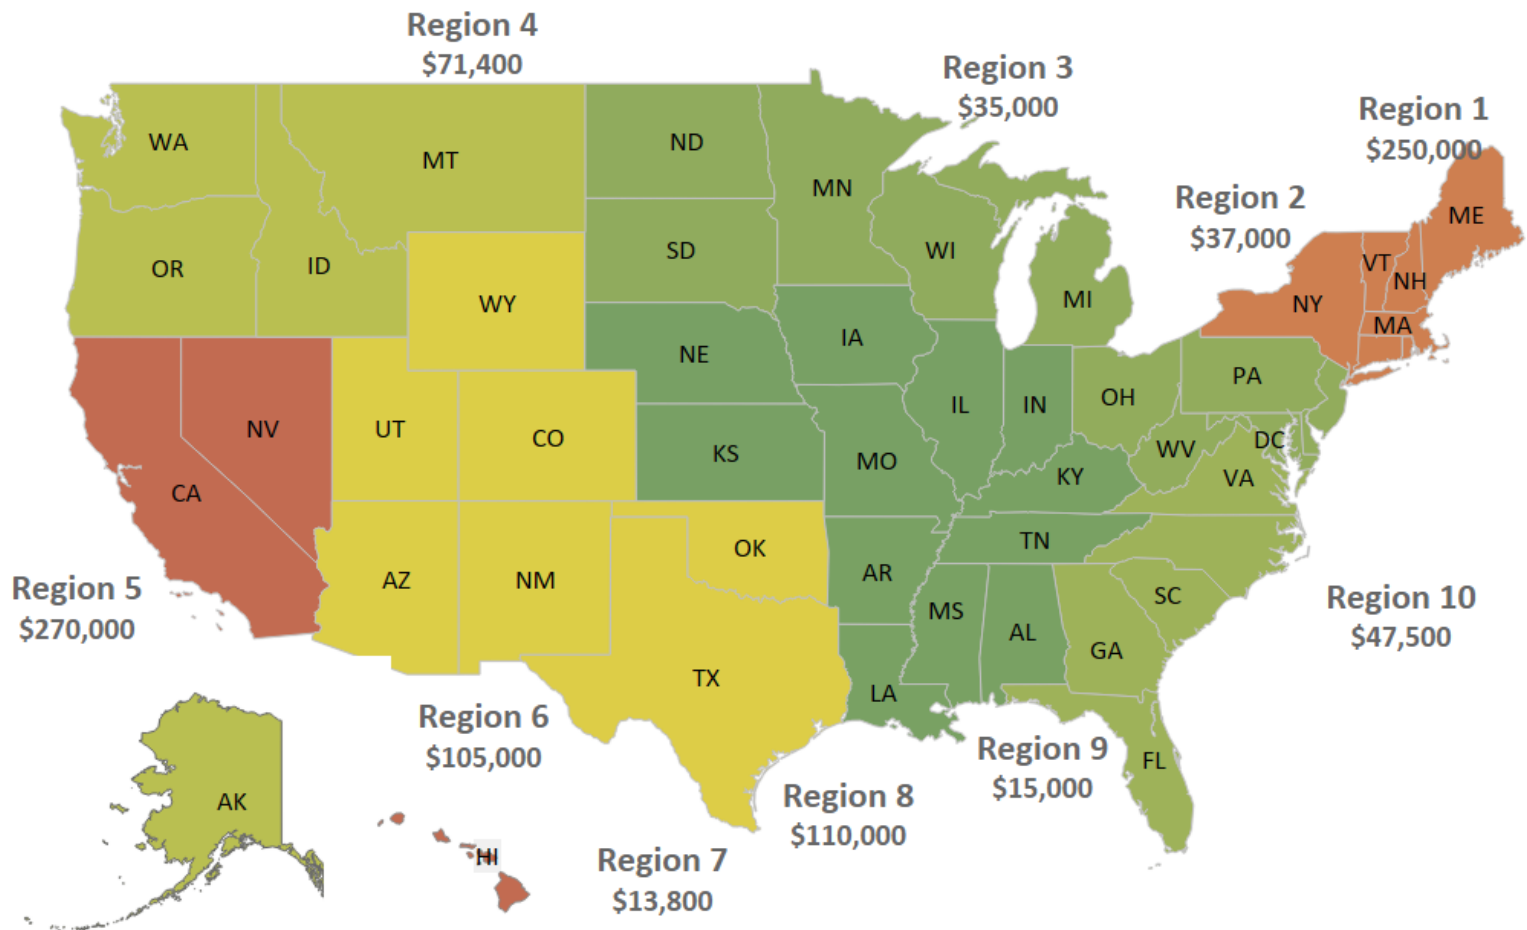 Region 4
$71,400
Region 3
$35,000
Region 1
$250,000
Region 2
$37,000
WA
MT
ND
MN
ME
OR
ID
WY
SD
WI
MI
VT
NH
NY
MA
NE
IA
IL
IN
OH
PA
NV
UT
CO
KS
MO
KY
WV
DC
VA
CA
AZ
NM
OK
AR
TN
MS
AL
GA
SC
Region 5
$270,000
Region 10
$47,500
TX
LA
FL
Region 6
$105,000
Region 9
$15,000
Region 8
$110,000
AK
HI
Region 7
$13,800